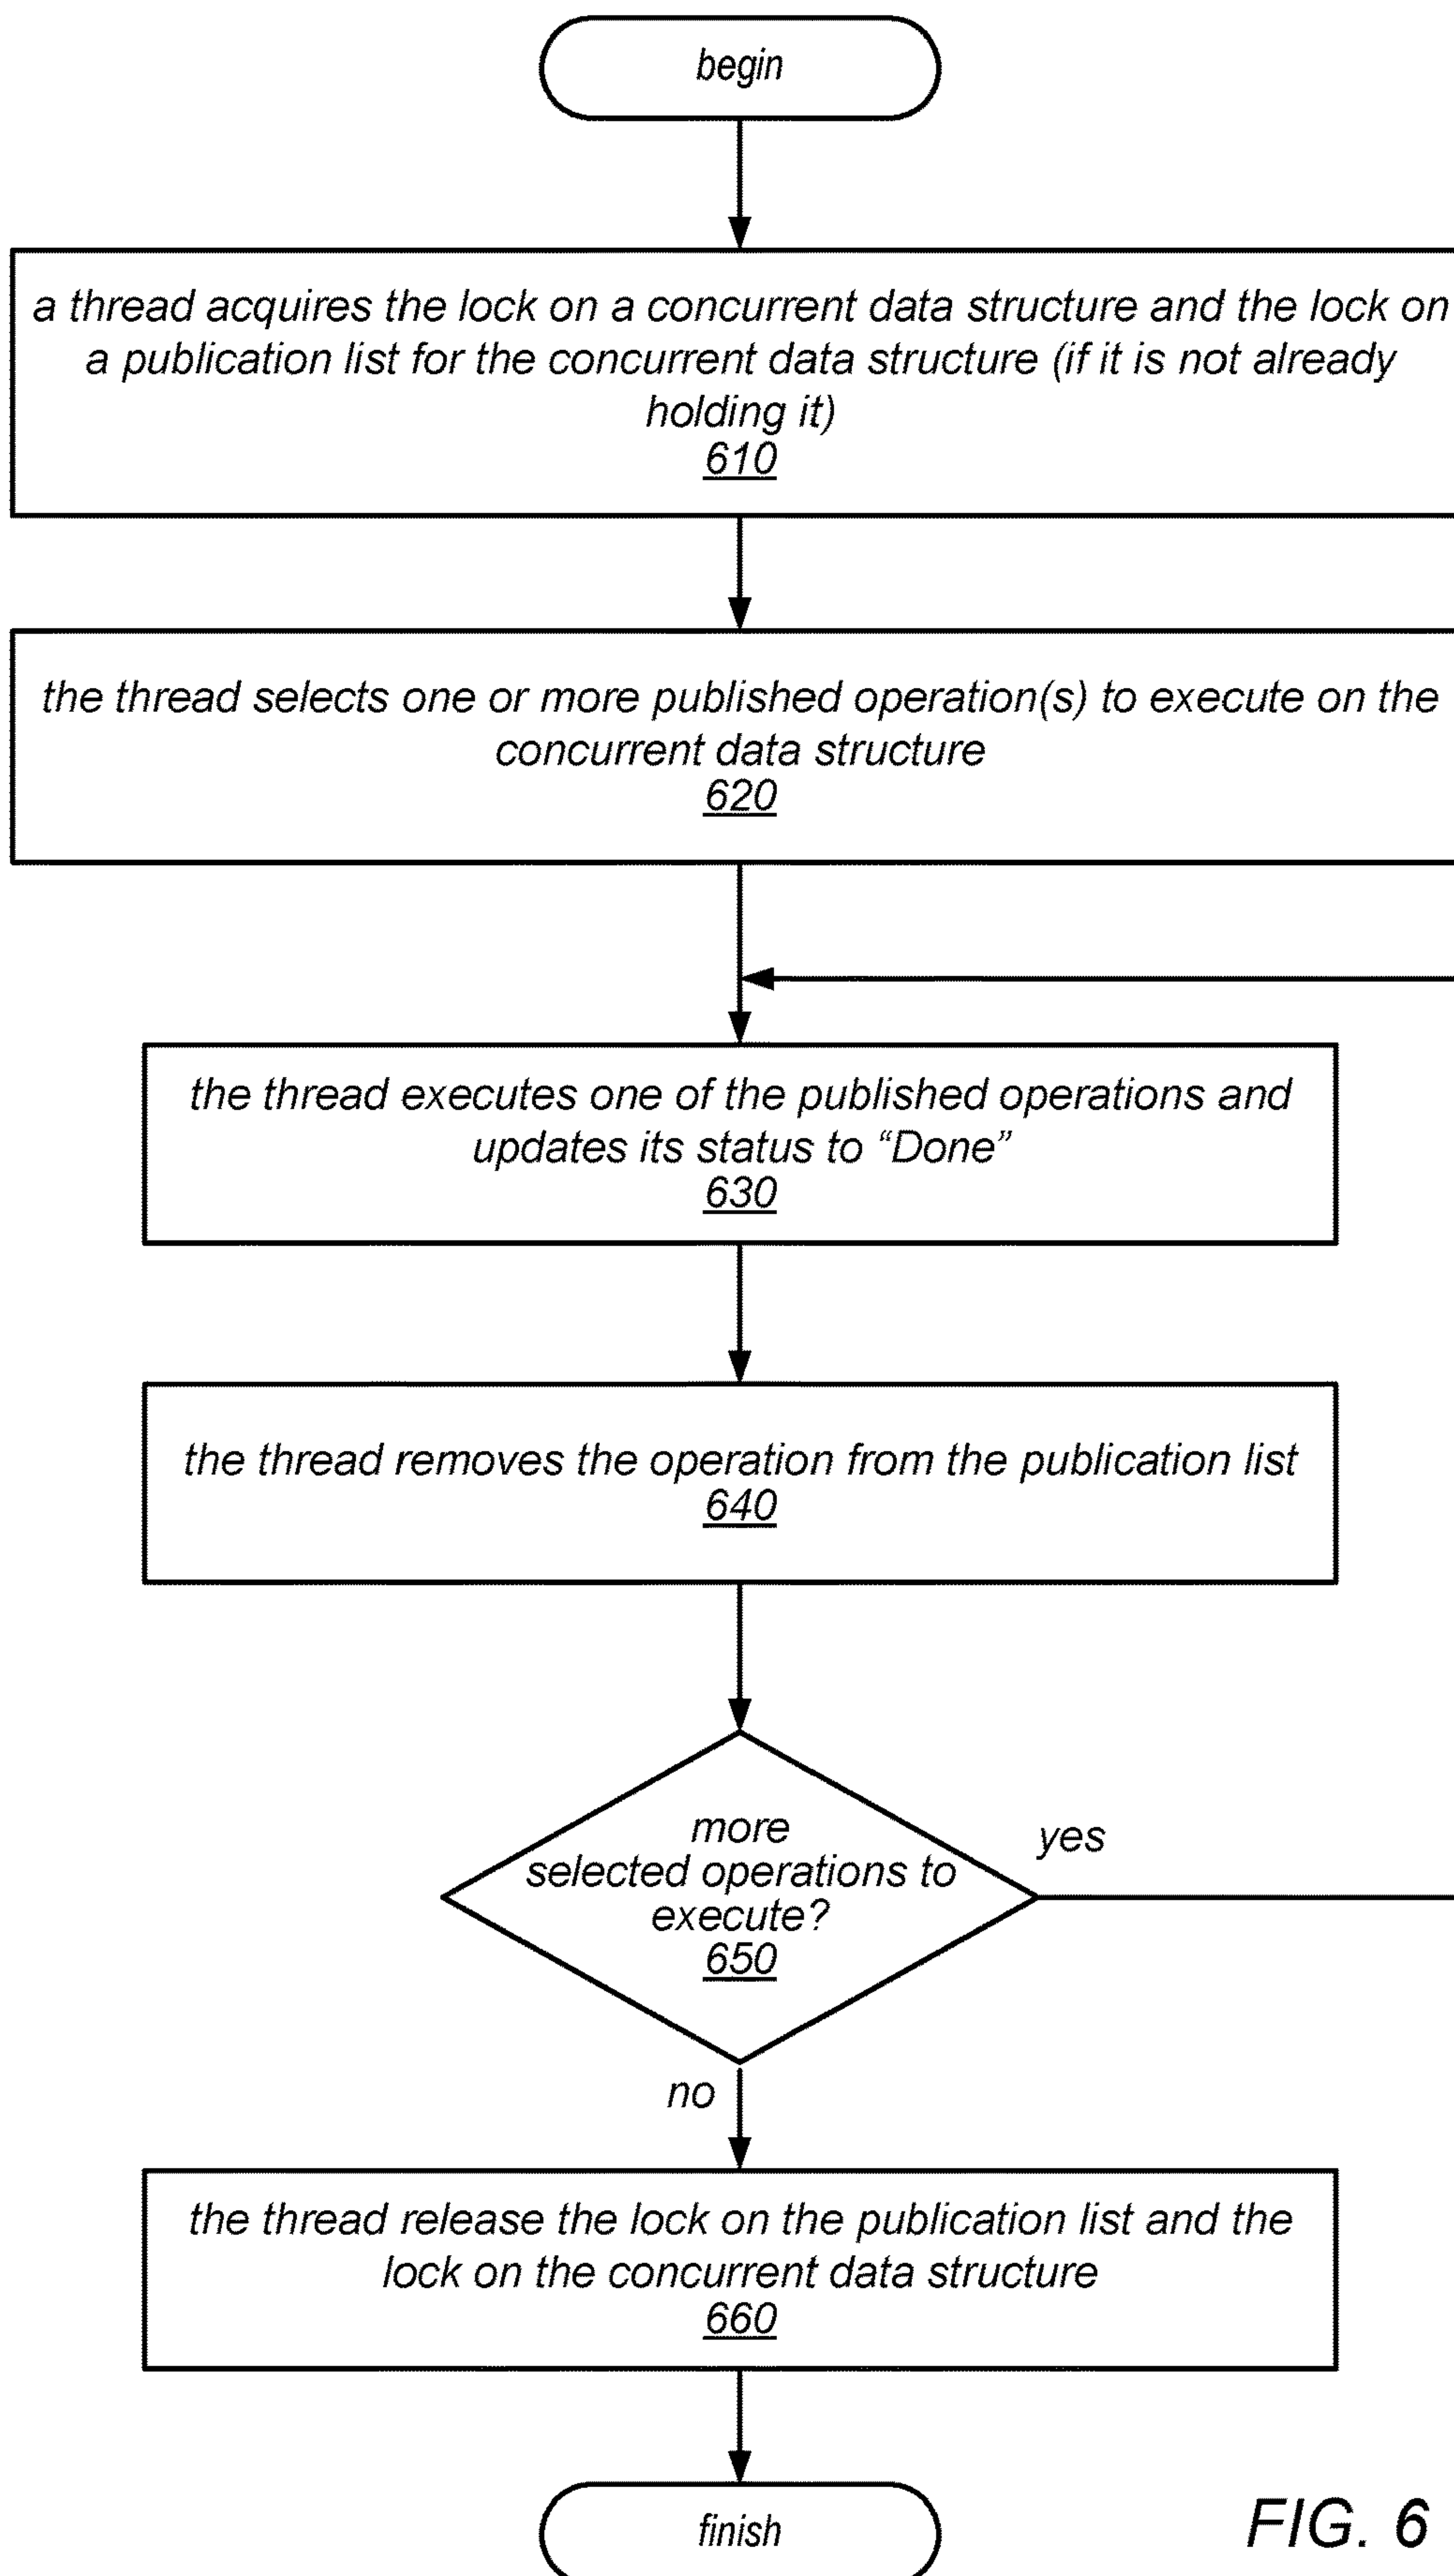 begin
a thread acquires the lock on a concurrent data structure and the lock on
a publication list for the concurrent data structure (if it is not already
holding it)
610
the thread selects one or more published operation(s) to execute on the
concurrent data structure
620
the thread executes one of the published operations and
updates its status to “Done”
630
the thread removes the operation from the publication list
640
more
selected operations to
execute?
650
yes
no
the thread release the lock on the publication list and the
lock on the concurrent data structure
660
finish
FIG. 6